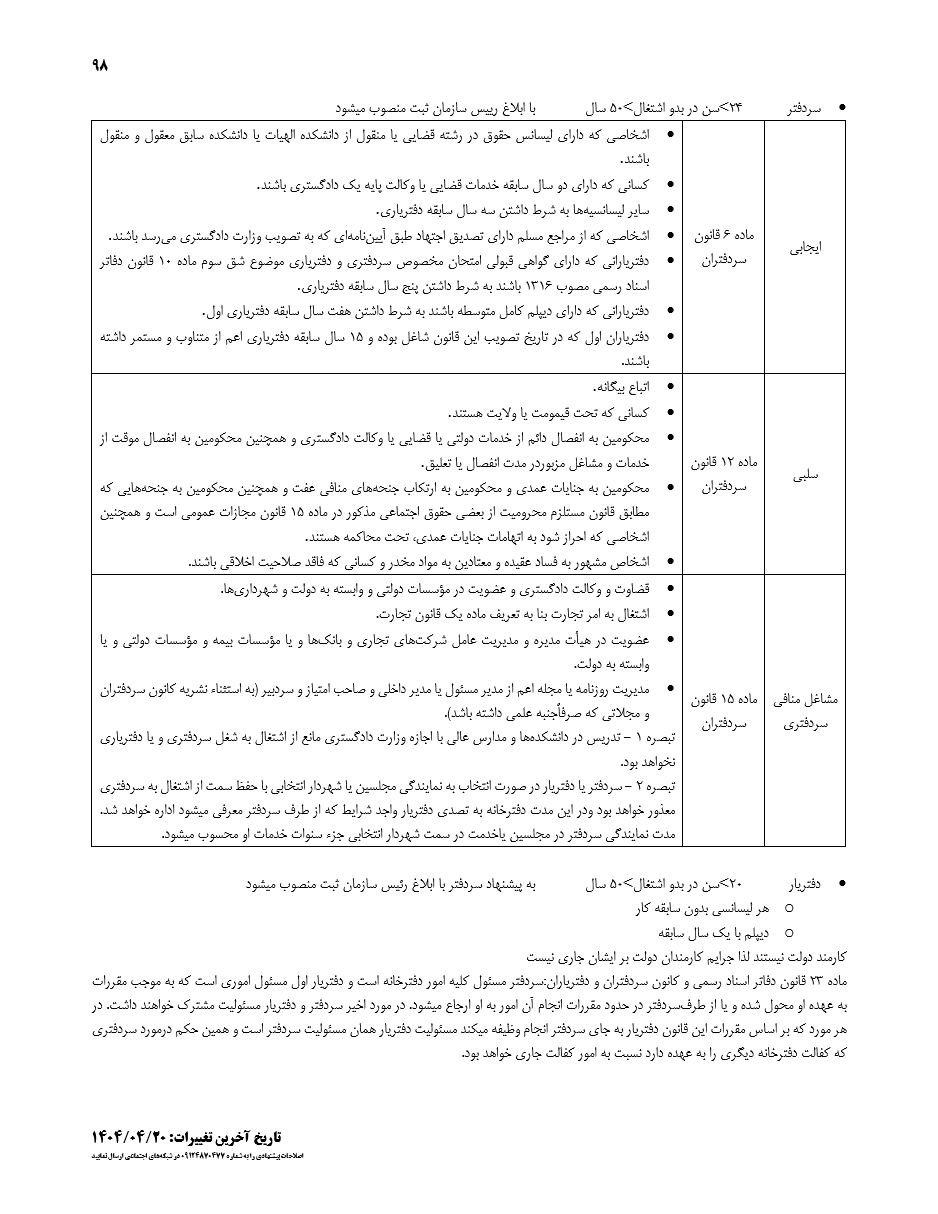 ۹۸
• سردفتر ۲۴>سن در بدو اشتغال>۵۰ سال با ابلاغ رییس سازمان ثبت منصوب میشود
ایجابی
ماده ۶ قانون
سردفتران
• اشخاصی که دارای لیسانس حقوق در رشته قضایی یا منقول از دانشکده الهیات یا دانشکده سابق معقول و منقول
باشند.
• کسانی که دارای دو سال سابقه خدمات قضایی یا وکالت پایه یک دادگستری باشند.
• سایر لیسانسیه‌ها به شرط داشتن سه سال سابقه دفتریاری.
• اشخاصی که از مراجع مسلم دارای تصدیق اجتهاد طبق آیین‌نامه‌ای که به تصویب وزارت دادگستری می‌رسد باشند.
• دفتریارانی که دارای گواهی قبولی امتحان مخصوص سردفتری و دفتریاری موضوع شق سوم ماده ۱۰ قانون دفاتر
اسناد رسمی مصوب ۱۳۱۶ باشند به شرط داشتن پنج سال سابقه دفتریاری.
• دفتریارانی که دارای دیپلم کامل متوسطه باشند به شرط داشتن هفت سال سابقه دفتریاری اول.
• دفتریاران اول که در تاریخ تصویب این قانون شاغل بوده و ۱۵ سال سابقه دفتریاری اعم از متناوب و مستمر داشته
باشند.
سلبی
ماده ۱۲ قانون
سردفتران
• اتباع بیگانه.
• کسانی که تحت قیمومت یا ولایت هستند.
• محکومین به انفصال دائم از خدمات دولتی یا قضایی یا وکالت دادگستری و همچنین محکومین به انفصال موقت از
خدمات و مشاغل مزبوردر مدت انفصال یا تعلیق.
• محکومین به جنایات عمدی و محکومین به ارتکاب جنحه‌های منافی عفت و همچنین محکومین به جنحه‌هایی که
مطابق قانون مستلزم محرومیت از بعضی حقوق اجتماعی مذکور در ماده ۱۵ قانون مجازات عمومی است و همچنین
اشخاصی که احراز شود به اتهامات جنایات عمدی، تحت محاکمه هستند.
• اشخاص مشهور به فساد عقیده و معتادین به مواد مخدر و کسانی که فاقد صلاحیت اخلاقی باشند.
مشاغل منافی
سردفتری
ماده ۱۵ قانون
سردفتران
• قضاوت و وکالت دادگستری و عضویت در مؤسسات دولتی و وابسته به دولت و شهرداری‌ها.
• اشتغال به امر تجارت بنا به تعریف ماده یک قانون تجارت.
• عضویت در هیأت مدیره و مدیریت عامل شرکت‌های تجاری و بانک‌ها و یا مؤسسات بیمه و مؤسسات دولتی و یا
وابسته به دولت.
• مدیریت روزنامه یا مجله اعم از مدیر مسئول یا مدیر داخلی و صاحب امتیاز و سردبیر (به استثناء نشریه کانون سردفتران
و مجلاتی که صرفاًجنبه علمی داشته باشد).
تبصره ۱ – تدریس در دانشکده‌ها و مدارس عالی با اجازه وزارت دادگستری مانع از اشتغال به شغل سردفتری و یا دفتریاری
نخواهد بود.
تبصره ۲ – سردفتر یا دفتریار در صورت انتخاب به نمایندگی مجلسین یا شهردار انتخابی با حفظ سمت از اشتغال به سردفتری
معذور خواهد بود ودر این مدت دفترخانه به تصدی دفتریار واجد شرایط که از طرف سردفتر معرفی میشود اداره خواهد شد.
مدت نمایندگی سردفتر در مجلسین یاخدمت در سمت شهردار انتخابی جزء سنوات خدمات او محسوب میشود.
• دفتریار ۲۰>سن در بدو اشتغال>۵۰ سال به پیشنهاد سردفتر با ابلاغ رئیس سازمان ثبت منصوب میشود
o هر لیسانسی بدون سابقه کار
o دیپلم با یک سال سابقه
کارمند دولت نیستند لذا جرایم کارمندان دولت بر ایشان جاری نیست
ماده ۲۳ قانون دفاتر اسناد رسمی و کانون سردفتران و دفتریاران:سردفتر مسئول کلیه امور دفترخانه است و دفتریار اول مسئول اموری است که به موجب مقررات
به عهده او محول شده و یا از طرف‌سردفتر در حدود مقررات انجام آن امور به او ارجاع میشود. در مورد اخیر سردفتر و دفتریار مسئولیت مشترک خواهند داشت. در
هر مورد که بر اساس مقررات این قانون دفتریار به جای سردفتر انجام وظیفه میکند مسئولیت دفتریار همان مسئولیت سردفتر است و همین حکم درمورد سردفتری
که کفالت دفترخانه دیگری را به عهده دارد نسبت به امور کفالت جاری خواهد بود.
تاریخ آخرین تغییرات: ۱۴۰۴/۰۴/۲۰
اصلاحات پیشنهادی را به شماره ۰۹۱۲۴۸۷۰۴۷۷ در شبکه‌های اجتماعی ارسال نمایید